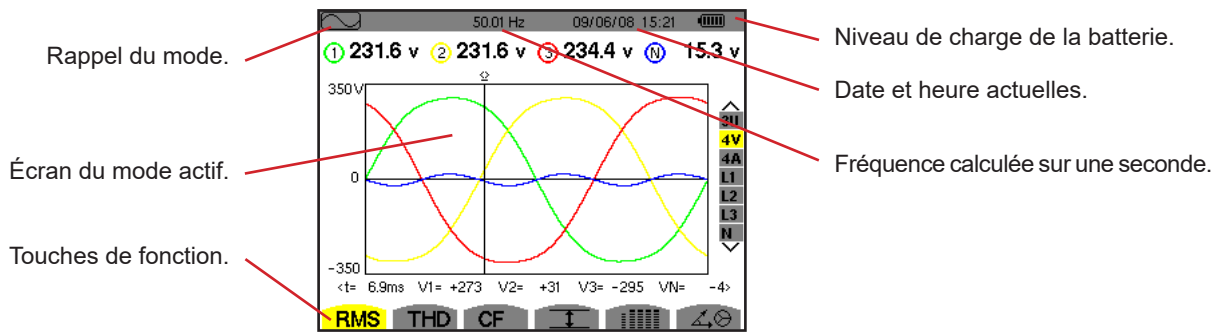 50.01 Hz 09/06/08 15:21
Rappel du mode.
Niveau de charge de la batterie.
1 231.6 v 2 231.6 v 3 234.4 v N 15.3 v
Date et heure actuelles.
350 V
3U
4V
4A
L1
L2
L3
N
Fréquence calculée sur une seconde.
Écran du mode actif.
0
Touches de fonction.
-350
<t= 6.9ms V1= +273 V2= +31 V3= -295 VN= -4>
RMS THD CF